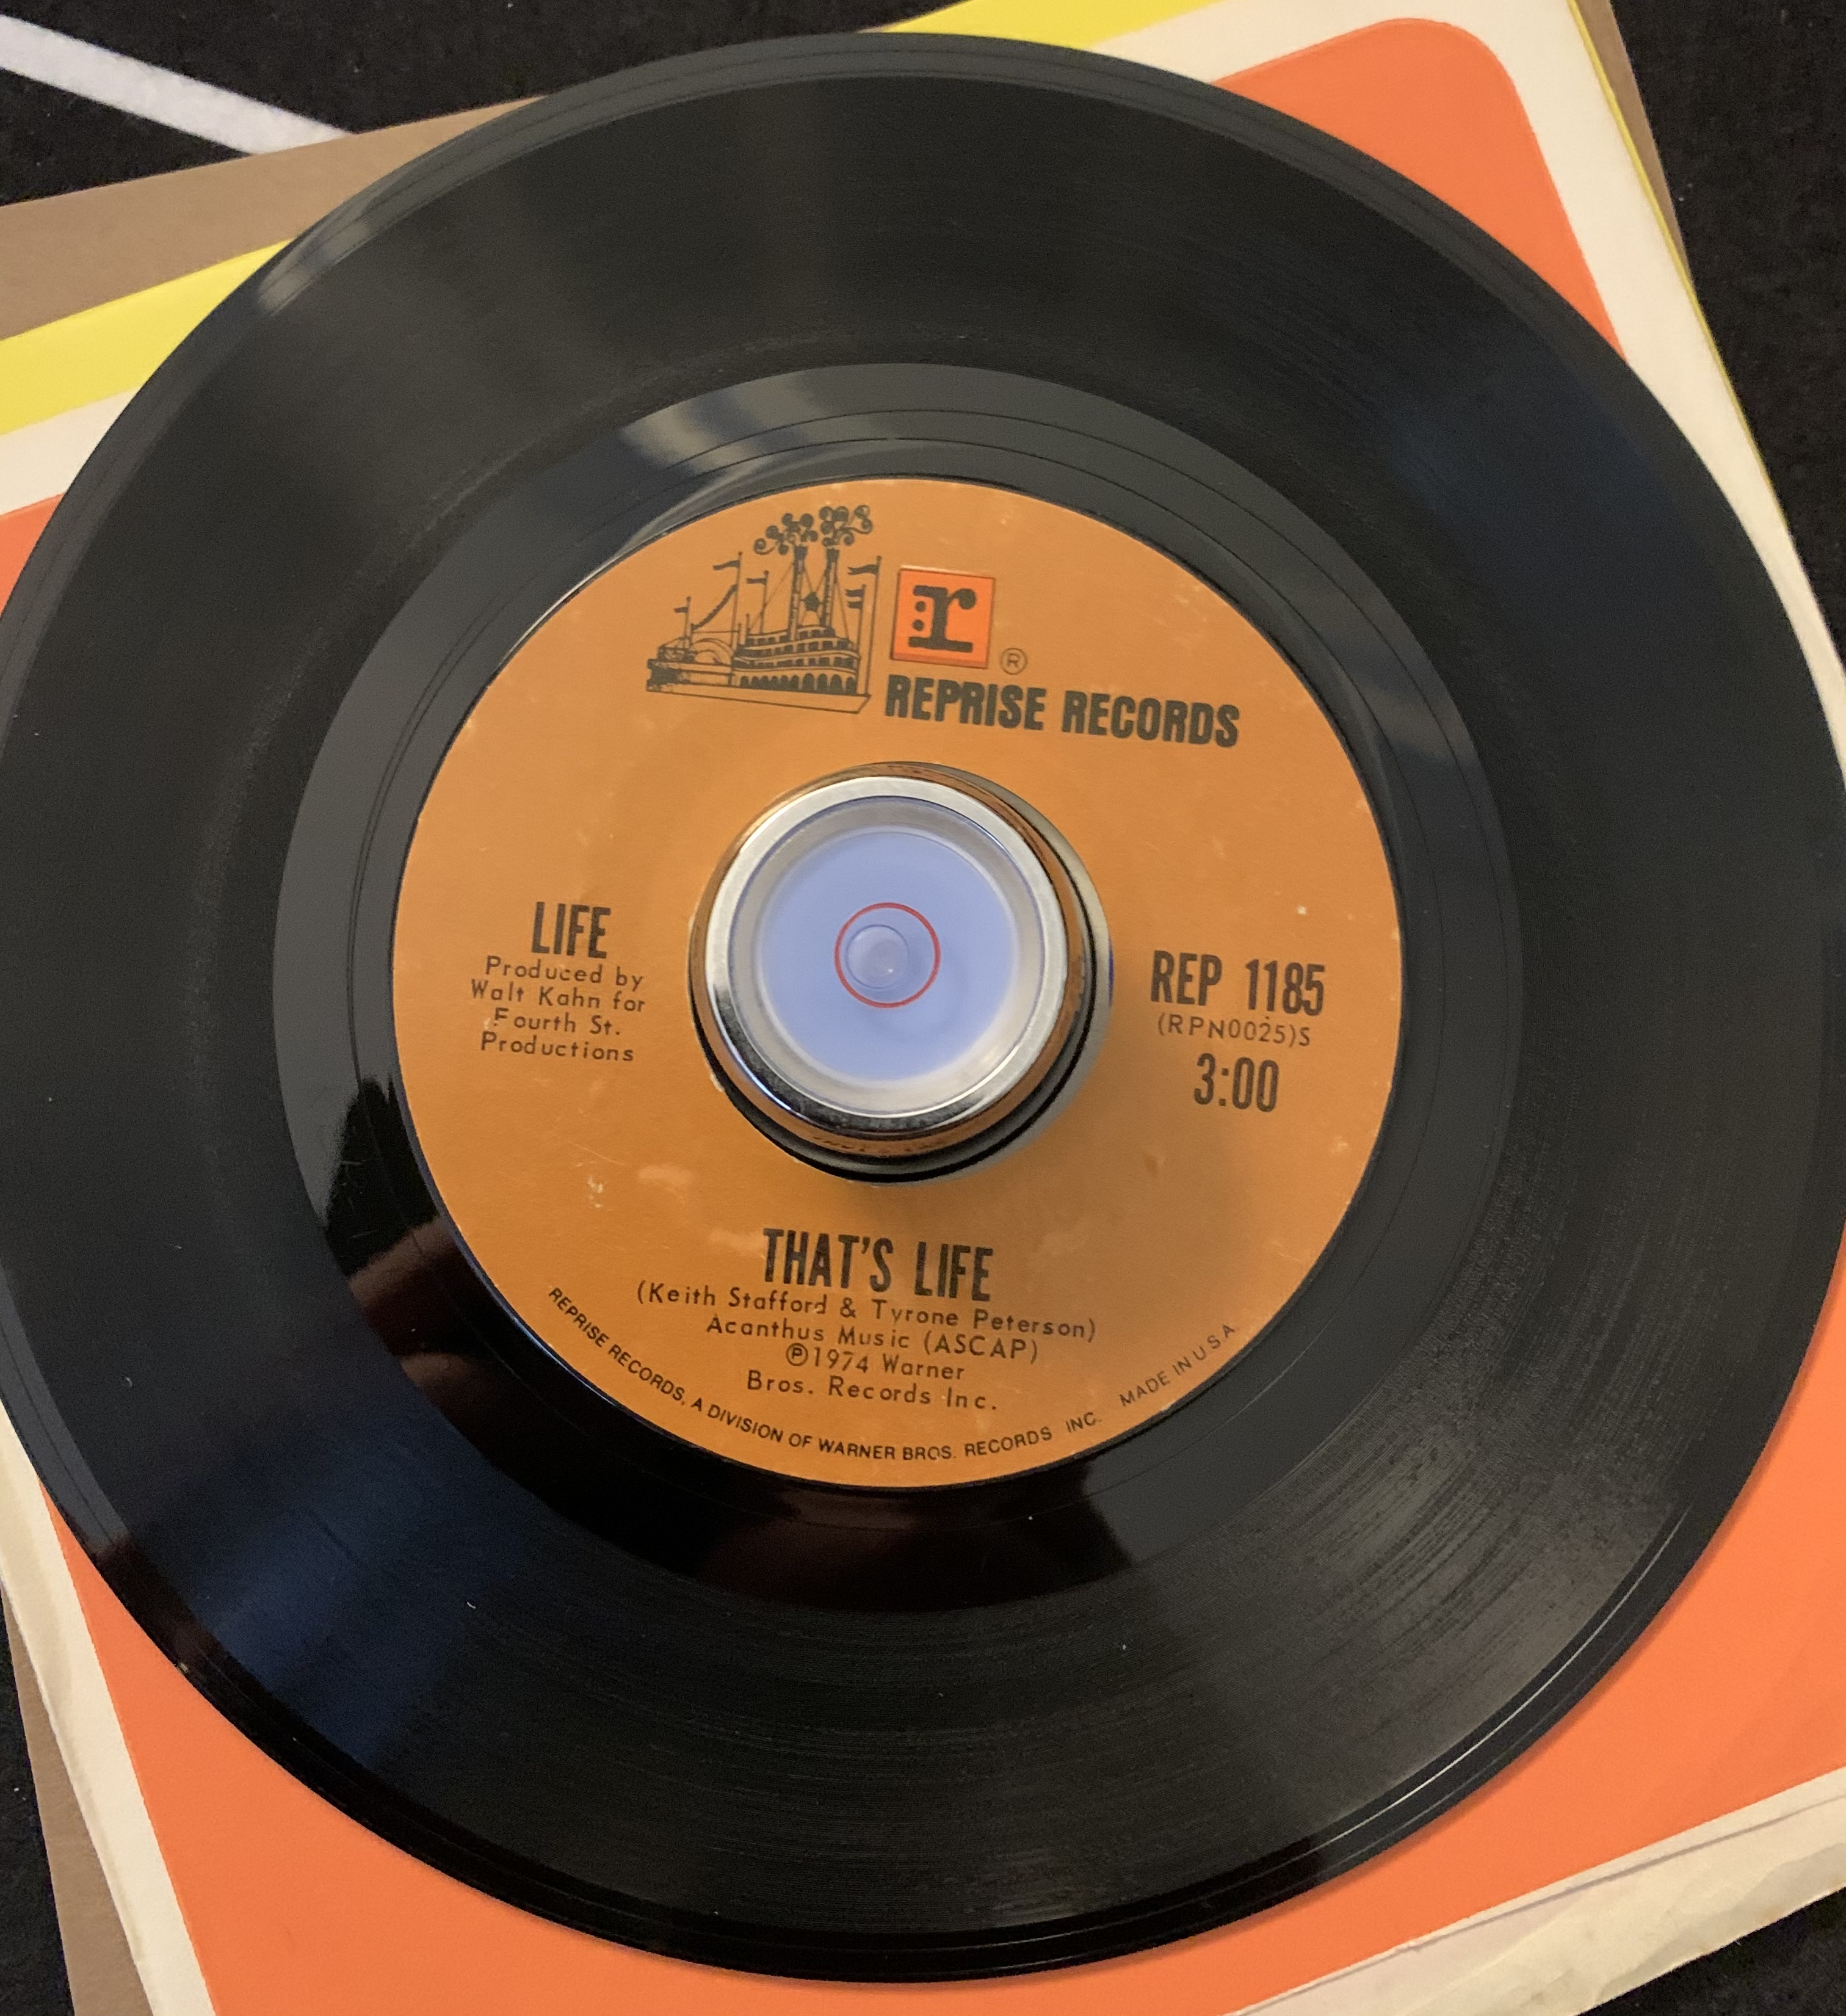 r
®
REPRISE RECORDS
LIFE
Produced by
Walt Kahn for
Fourth St.
Productions
REP 1185
(RPN0025)S
3:00
THAT'S LIFE
(Keith Stafford & Tyrone Peterson)
Acanthus Music (ASCAP)
℗1974 Warner
Bros. Records Inc.
REPRISE RECORDS, A DIVISION OF WARNER BROS. RECORDS INC. MADE IN U.S.A.